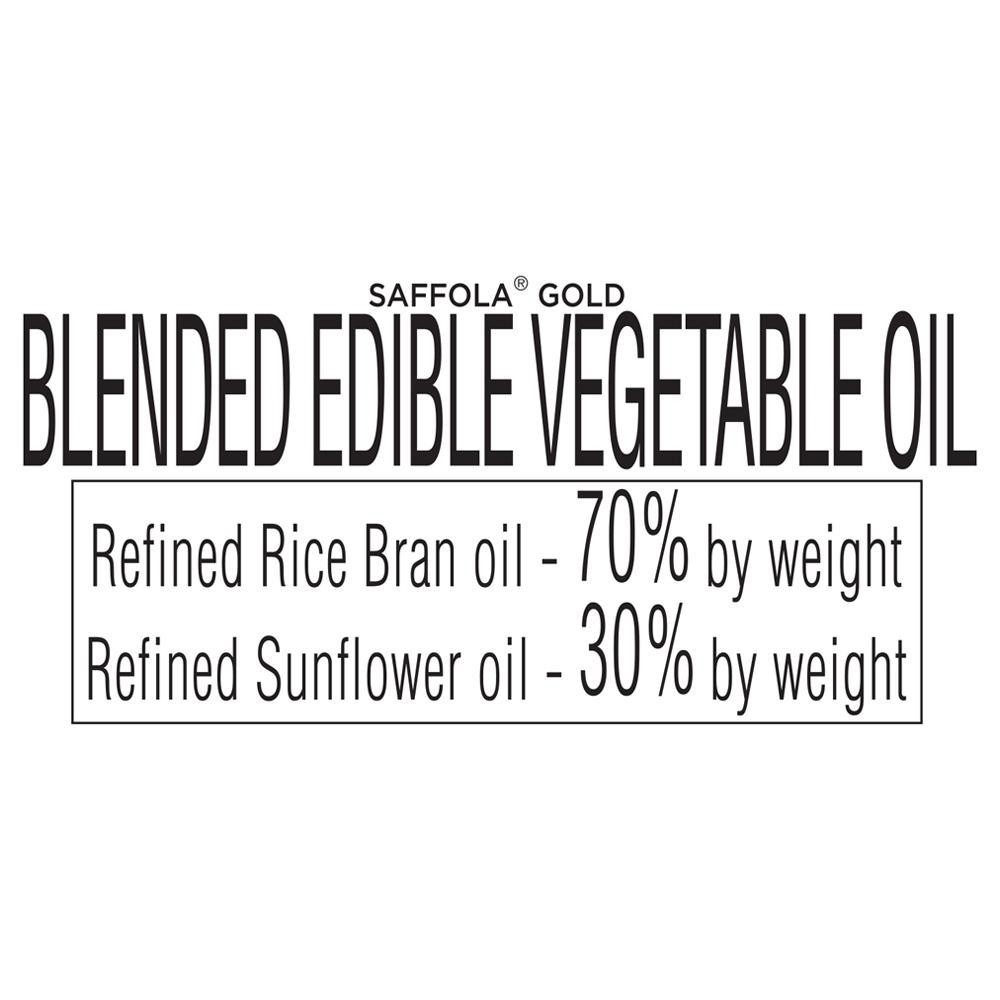 SAFFOLA® GOLD
BLENDED EDIBLE VEGETABLE OIL
Refined Rice Bran oil - 70% by weight
Refined Sunflower oil - 30% by weight